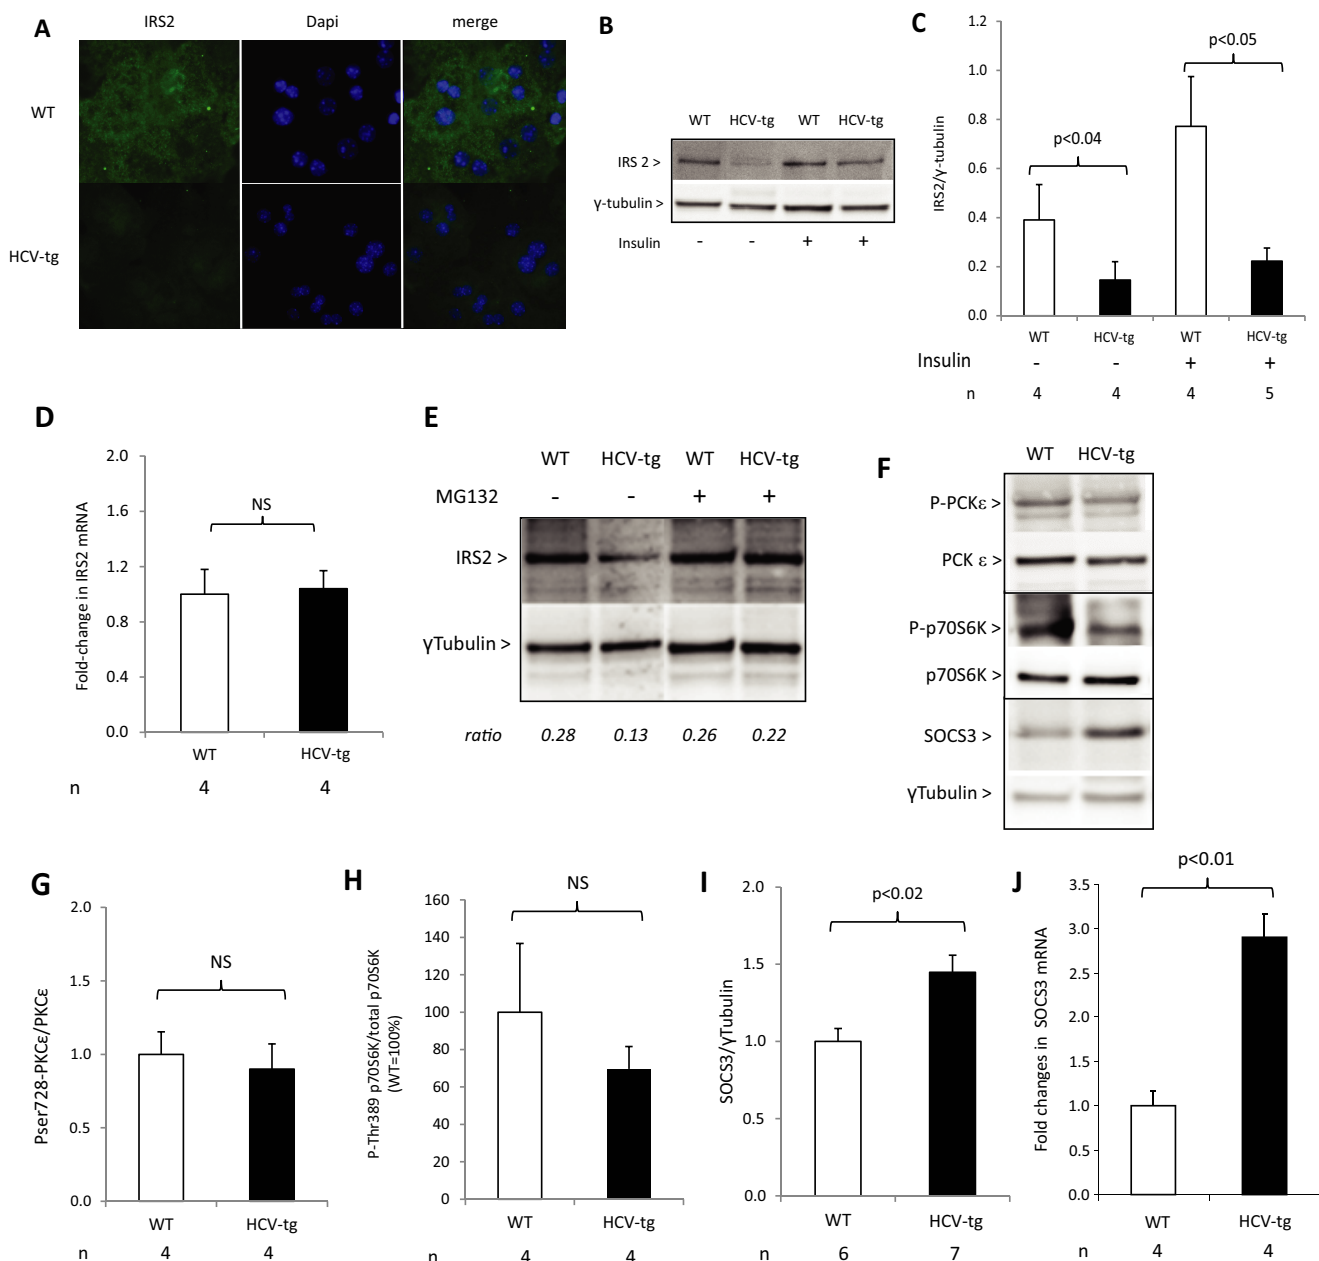 A
IRS2 Dapi merge
WT
HCV-tg
B
WT HCV-tg WT HCV-tg
IRS 2 >
γ-tubulin >
Insulin - - + +
C
IRS2/γ-tubulin
1.2
1.0
0.8
0.6
0.4
0.2
0.0
p<0.04
p<0.05
WT HCV-tg WT HCV-tg
Insulin - - + +
n 4 4 4 5
D
Fold-change in IRS2 mRNA
2.0
1.6
1.2
0.8
0.4
0.0
NS
WT HCV-tg
n 4 4
E
WT HCV-tg WT HCV-tg
MG132 - - + +
IRS2 >
γTubulin >
ratio 0.28 0.13 0.26 0.22
F
WT HCV-tg
P-PCKε >
PCK ε >
P-p70S6K >
p70S6K >
SOCS3 >
γTubulin >
G
Pser728-PKCε/PKCε
2.0
1.5
1.0
0.5
0.0
NS
WT HCV-tg
n 4 4
H
P-Thr389 p70S6K/total p70S6K
(WT=100%)
160
140
120
100
80
60
40
20
0
NS
WT HCV-tg
n 4 4
I
SOCS3/γTubulin
2.0
1.5
1.0
0.5
0.0
p<0.02
WT HCV-tg
n 6 7
J
Fold changes in SOCS3 mRNA
3.5
3.0
2.5
2.0
1.5
1.0
0.5
0.0
p<0.01
WT HCV-tg
n 4 4